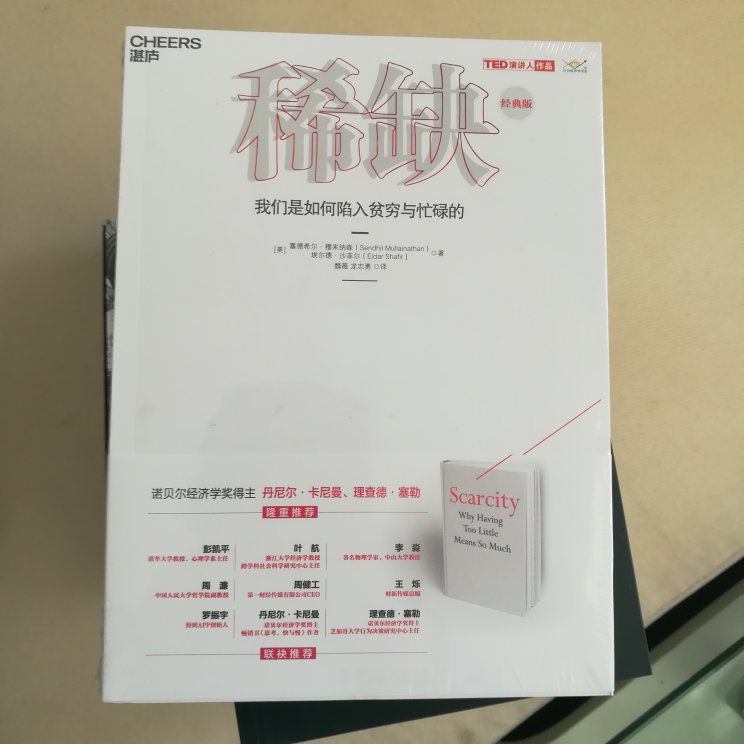 CHEERS
湛庐
TED演讲人作品
稀缺
经典版
我们是如何陷入贫穷与忙碌的
[美] 塞德希尔·穆来纳森（Sendhil Mullainathan）
埃尔德·沙菲尔（Eldar Shafir） ◎著
魏薇 龙志勇 ◎译
诺贝尔经济学奖得主 丹尼尔·卡尼曼、理查德·塞勒
隆重推荐
彭凯平 叶航 李淼
清华大学教授、心理学系主任 浙江大学经济学教授 著名物理学家，中山大学教授
跨学科社会科学研究中心主任
周濂 周健工 王烁
中国人民大学哲学院副教授 第一财经传媒有限公司CEO 财新传媒总编
罗振宇 丹尼尔·卡尼曼 理查德·塞勒
得到APP创始人 诺贝尔经济学奖得主 诺贝尔经济学奖得主
畅销书《思考，快与慢》作者 芝加哥大学行为决策研究中心主任
联袂推荐
Scarcity
Why Having
Too Little
Means So Much